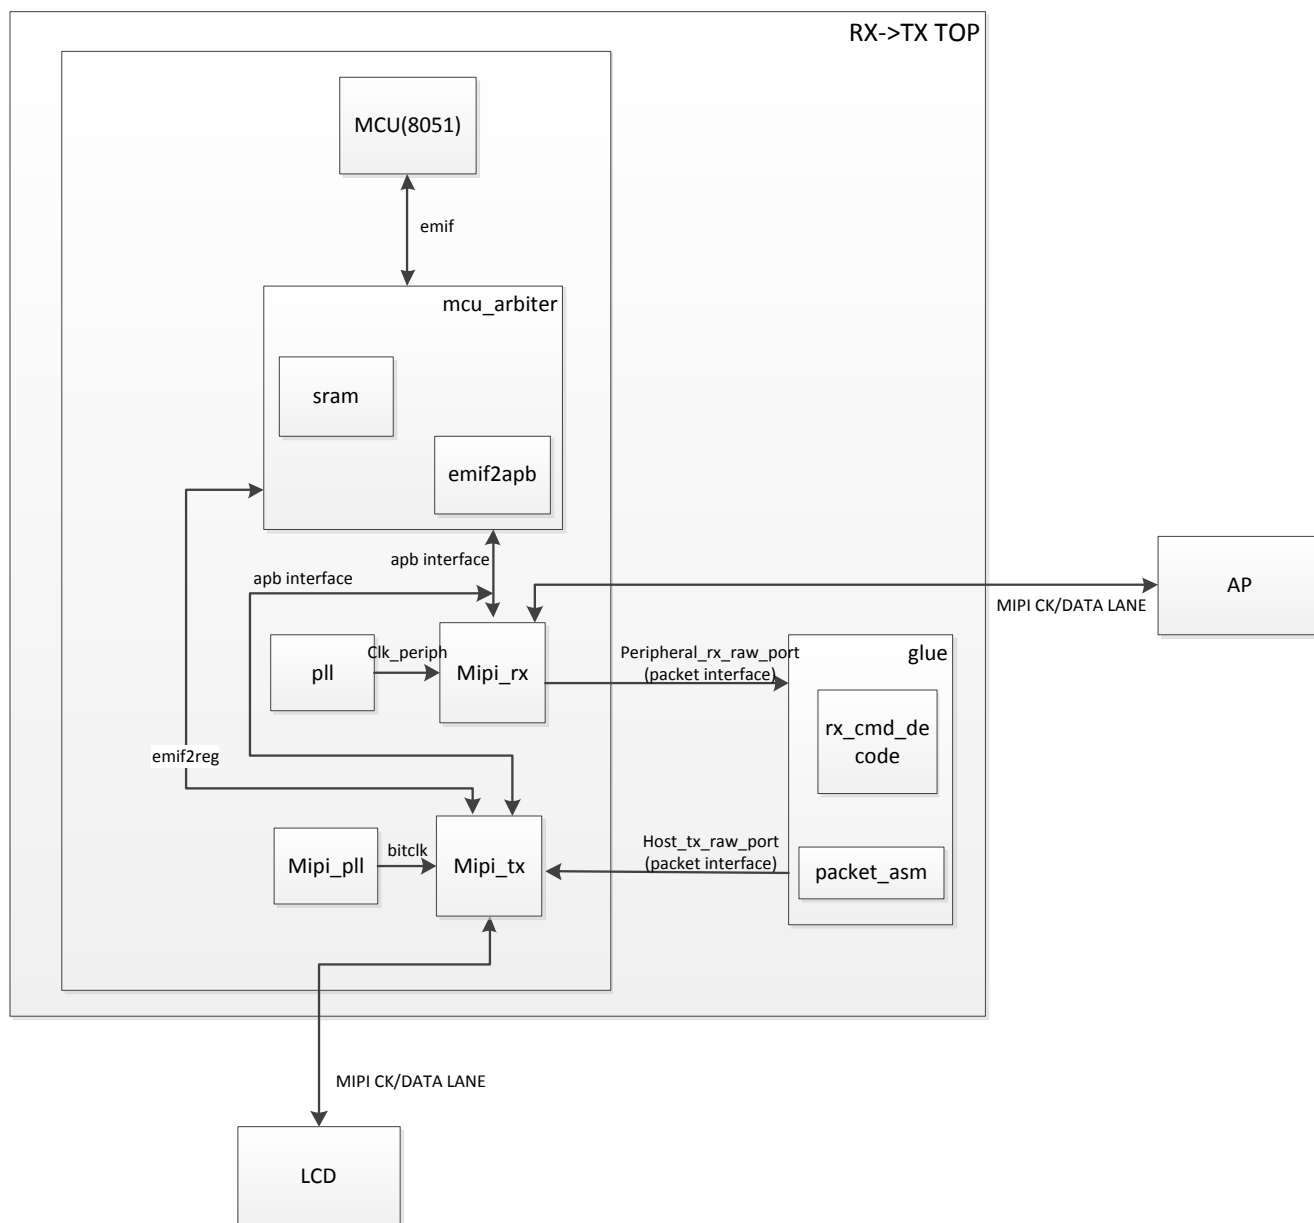 RX->TX TOP
MCU(8051)
emif
mcu_arbiter
sram
emif2apb
apb interface
apb interface
AP
MIPI CK/DATA LANE
pll
Clk_periph
Mipi_rx
Peripheral_rx_raw_port
(packet interface)
glue
rx_cmd_de
code
emif2reg
Mipi_pll
bitclk
Mipi_tx
Host_tx_raw_port
(packet interface)
packet_asm
MIPI CK/DATA LANE
LCD